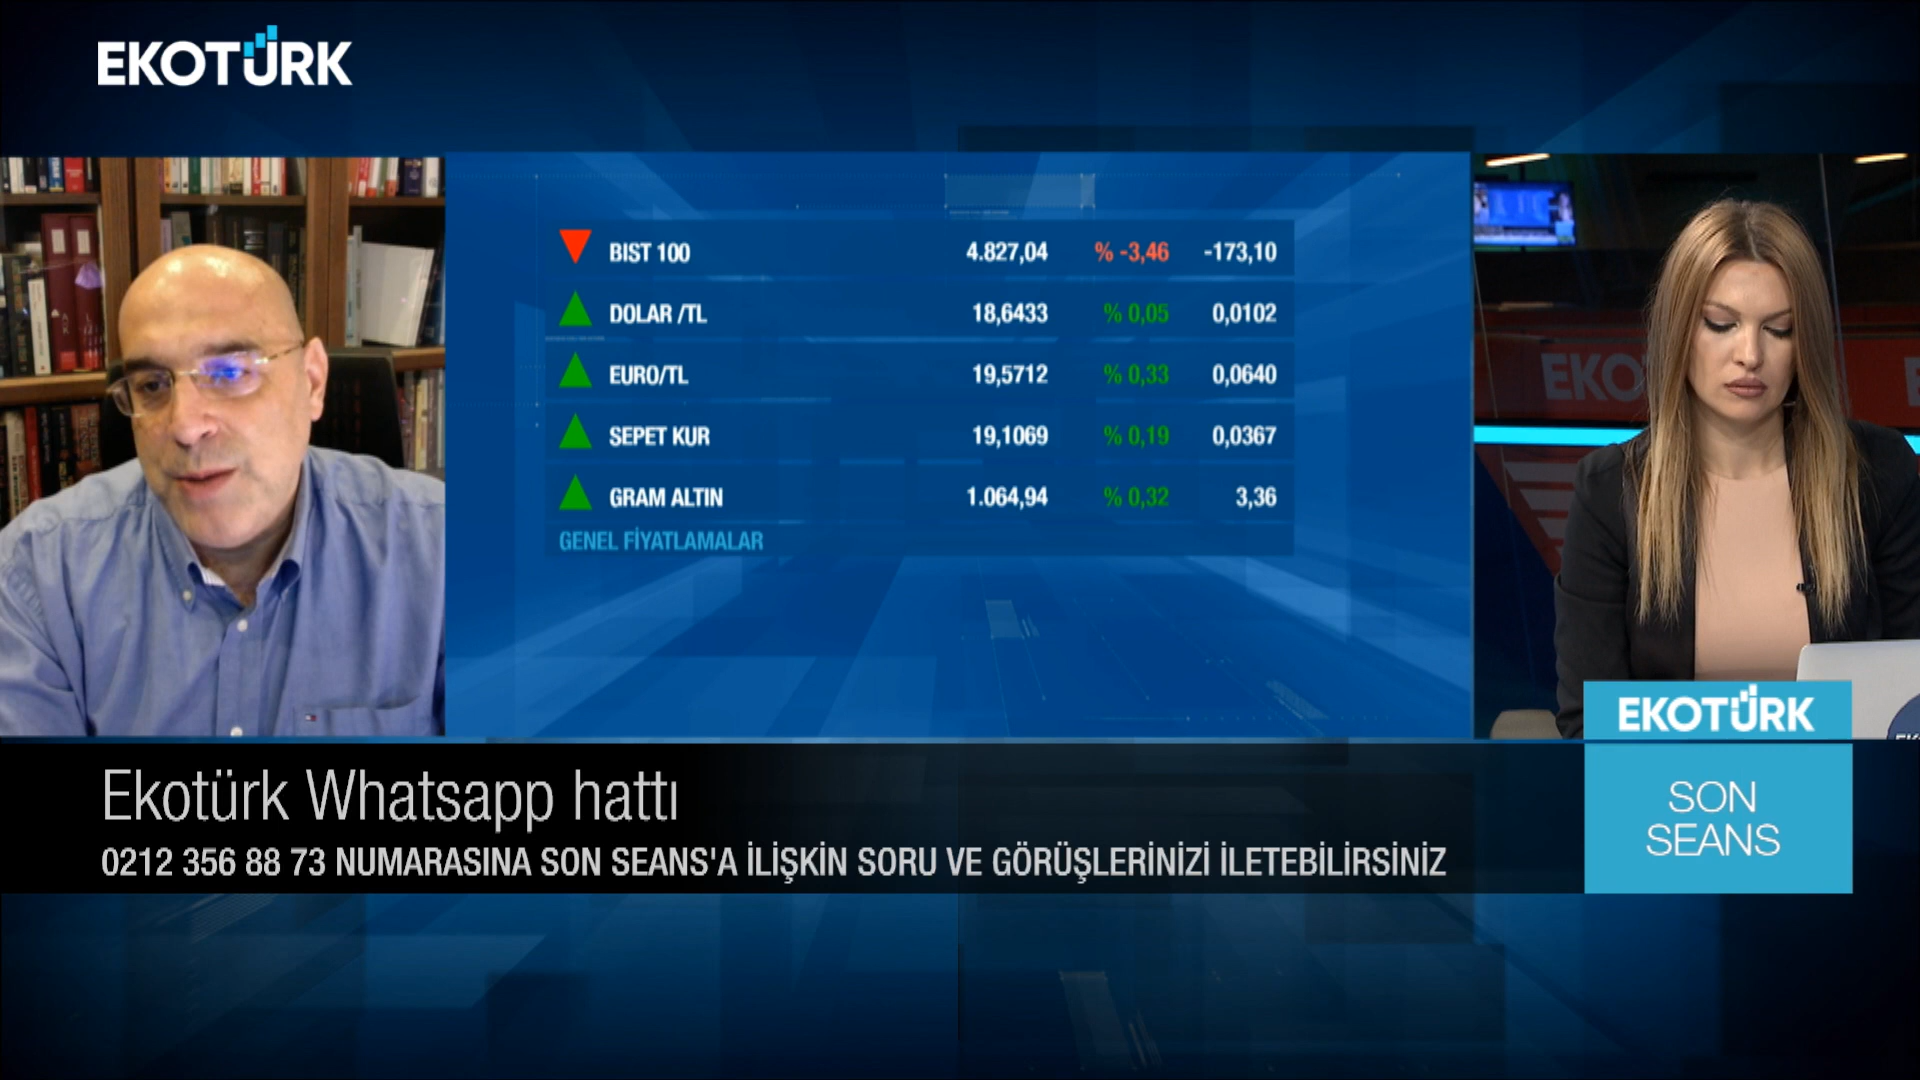 EKOTÜRK
BIST 100 4.827,04 % -3,46 -173,10
DOLAR /TL 18,6433 % 0,05 0,0102
EURO/TL 19,5712 % 0,33 0,0640
SEPET KUR 19,1069 % 0,19 0,0367
GRAM ALTIN 1.064,94 % 0,32 3,36
GENEL FİYATLAMALAR
EKO
EKOTÜRK
Ekotürk Whatsapp hattı
0212 356 88 73 NUMARASINA SON SEANS'A İLİŞKİN SORU VE GÖRÜŞLERİNİZİ İLETEBİLİRSİNİZ
SON
SEANS